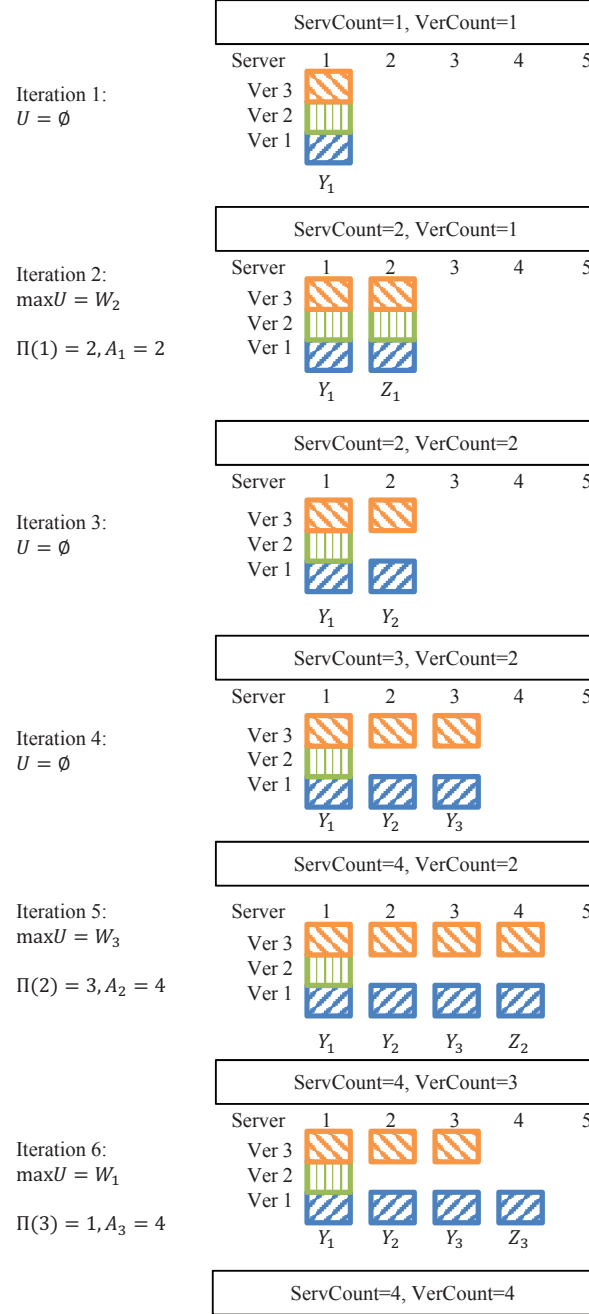 ServCount=1, VerCount=1
Server 1 2 3 4 5
Iteration 1:
U = ∅
Ver 3
Ver 2
Ver 1
Y₁
ServCount=2, VerCount=1
Server 1 2 3 4 5
Iteration 2:
maxU = W₂
Π(1) = 2, A₁ = 2
Ver 3
Ver 2
Ver 1
Y₁ Z₁
ServCount=2, VerCount=2
Server 1 2 3 4 5
Iteration 3:
U = ∅
Ver 3
Ver 2
Ver 1
Y₁ Y₂
ServCount=3, VerCount=2
Server 1 2 3 4 5
Iteration 4:
U = ∅
Ver 3
Ver 2
Ver 1
Y₁ Y₂ Y₃
ServCount=4, VerCount=2
Server 1 2 3 4 5
Iteration 5:
maxU = W₃
Π(2) = 3, A₂ = 4
Ver 3
Ver 2
Ver 1
Y₁ Y₂ Y₃ Z₂
ServCount=4, VerCount=3
Server 1 2 3 4 5
Iteration 6:
maxU = W₁
Π(3) = 1, A₃ = 4
Ver 3
Ver 2
Ver 1
Y₁ Y₂ Y₃ Z₃
ServCount=4, VerCount=4